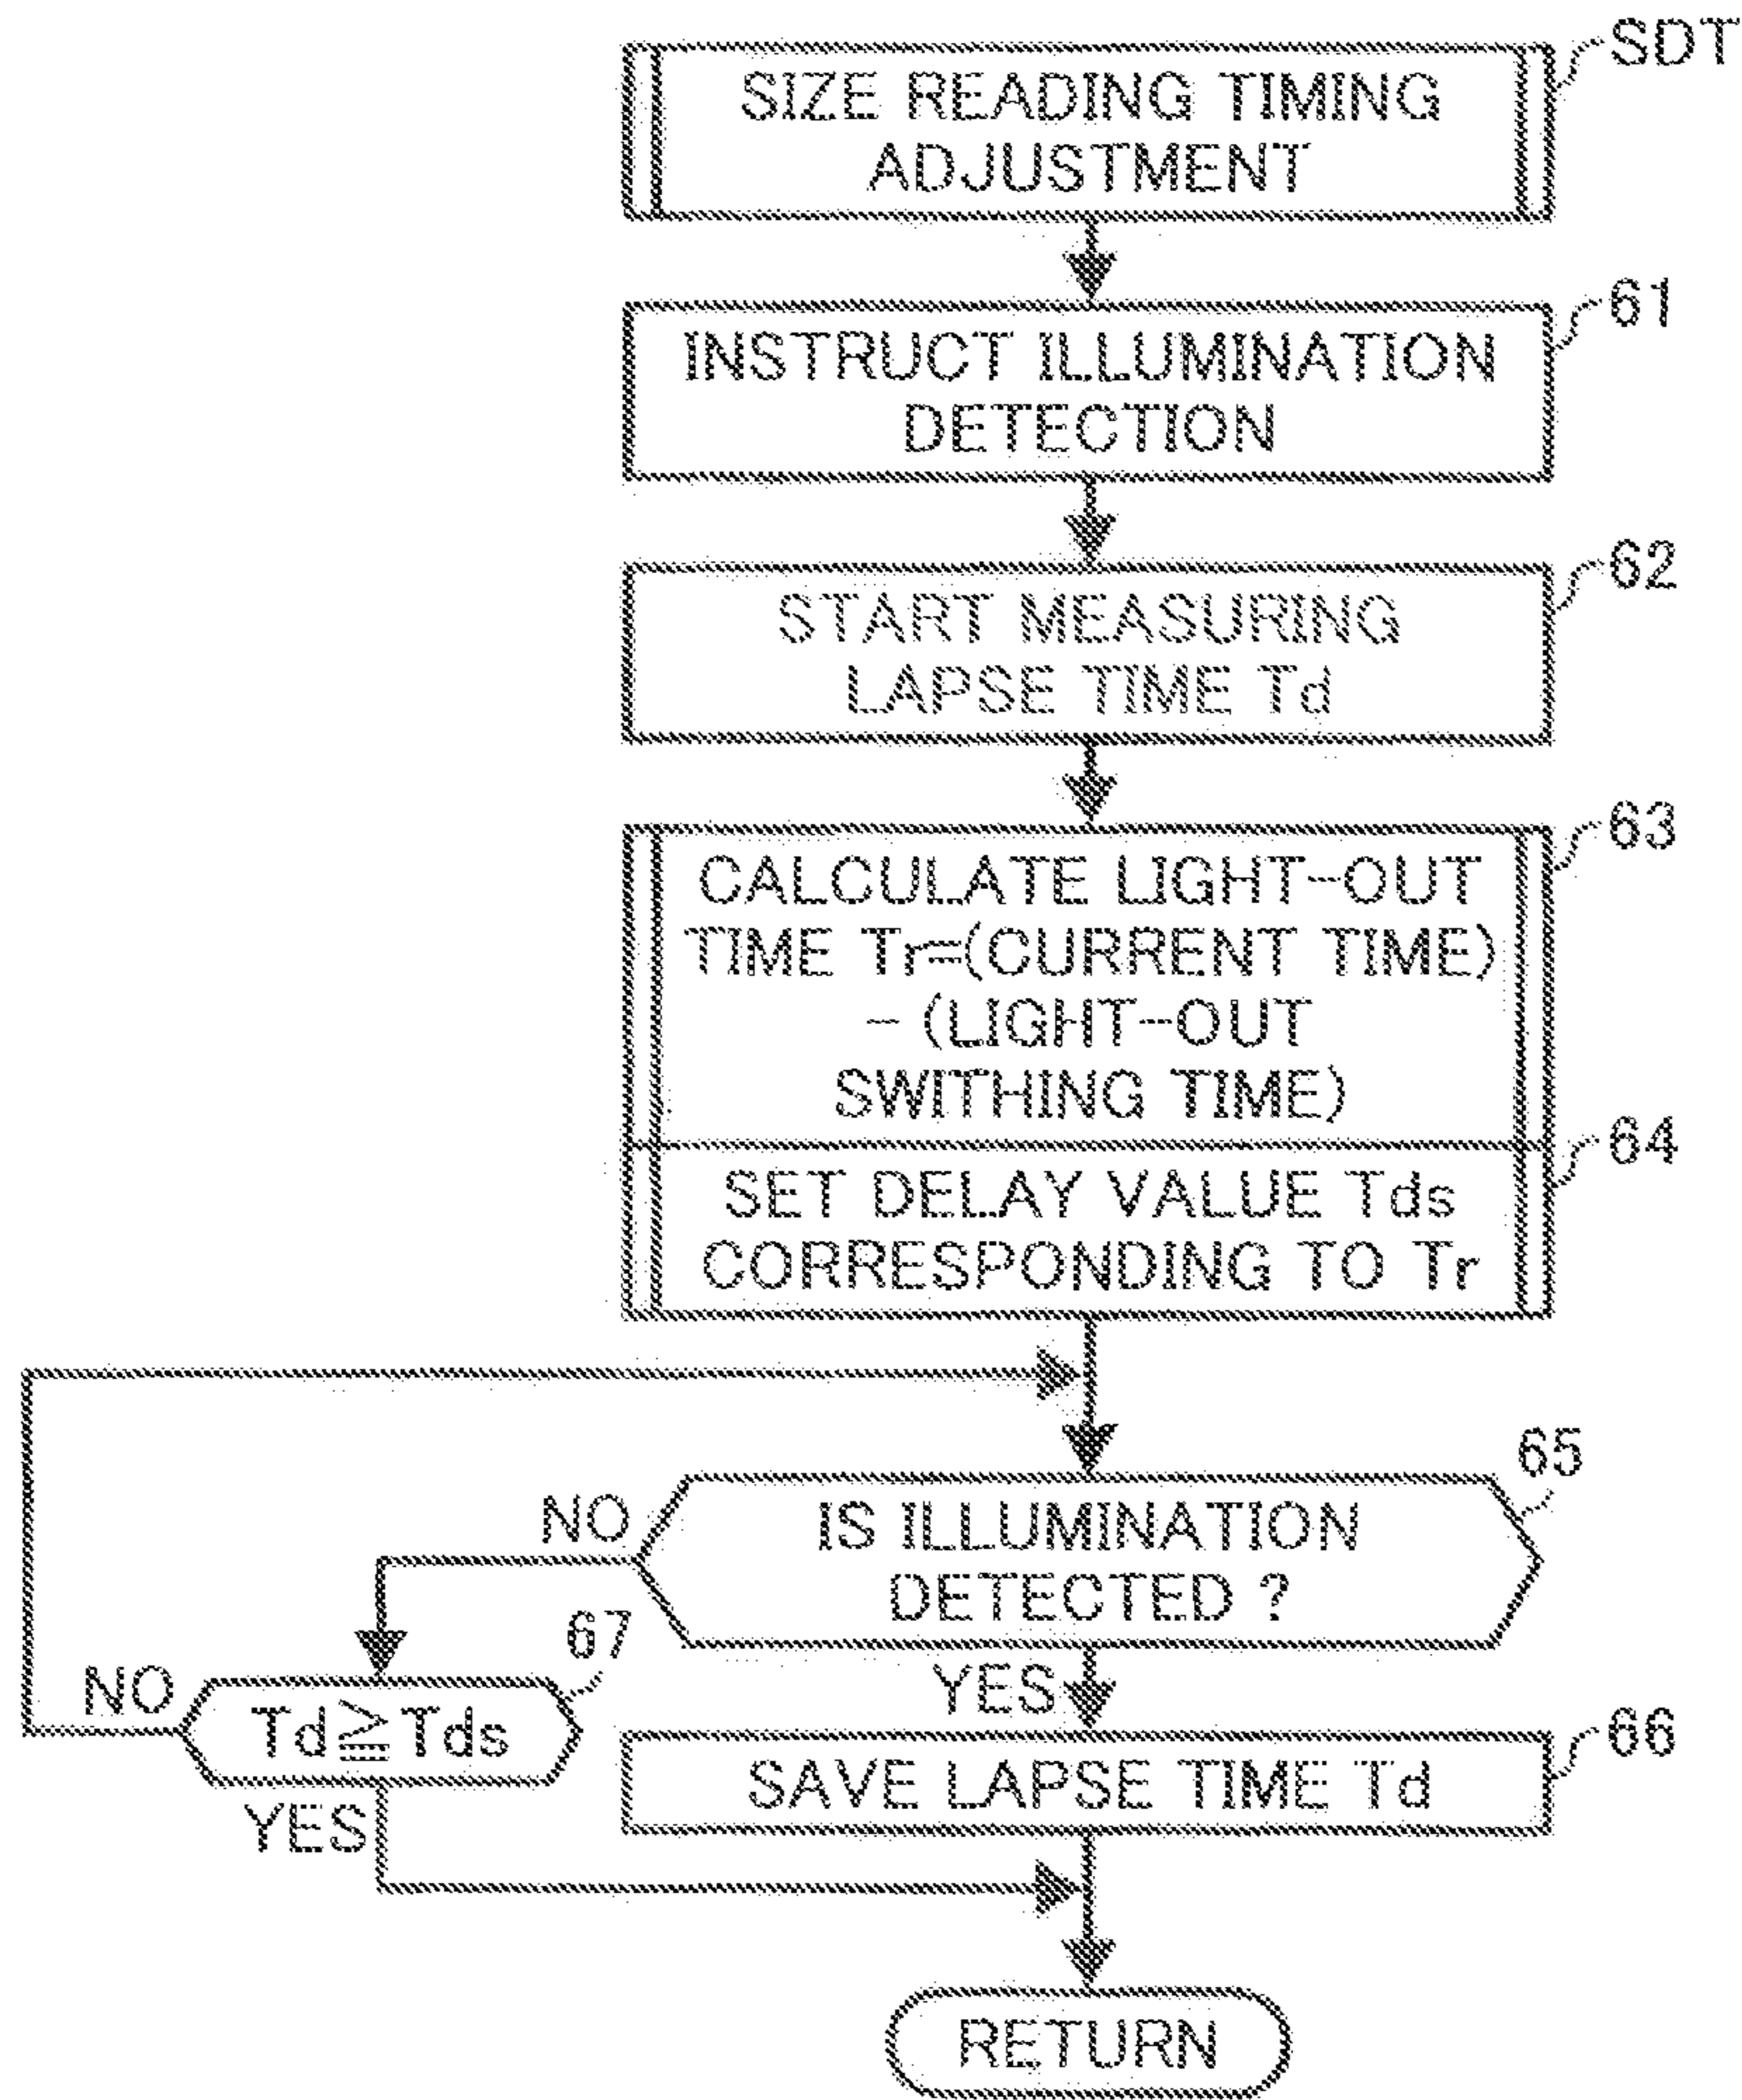 SDT
SIZE READING TIMING
ADJUSTMENT
61
INSTRUCT ILLUMINATION
DETECTION
62
START MEASURING
LAPSE TIME Td
63
CALCULATE LIGHT-OUT
TIME Tr=(CURRENT TIME)
- (LIGHT-OUT
SWITHING TIME)
64
SET DELAY VALUE Tds
CORRESPONDING TO Tr
65
NO
IS ILLUMINATION
DETECTED ?
67
YES
NO
Td≧Tds
66
SAVE LAPSE TIME Td
YES
RETURN